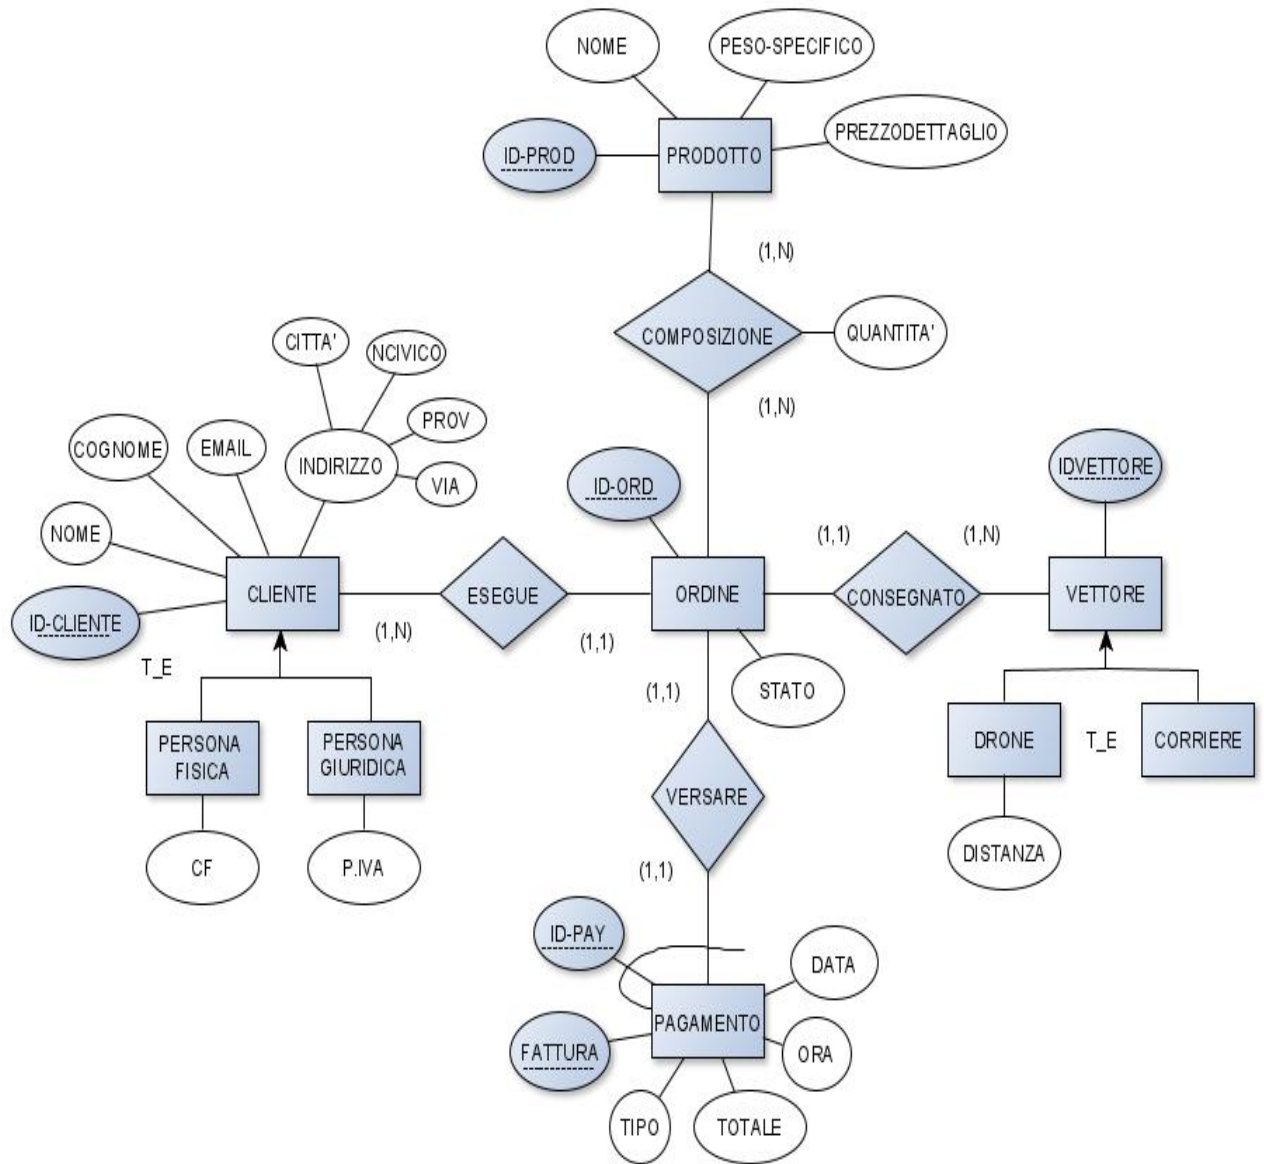 NOME
PESO-SPECIFICO
PREZZODETTAGLIO
ID-PROD
PRODOTTO
(1,N)
COMPOSIZIONE
QUANTITA'
(1,N)
CITTA'
NCIVICO
PROV
VIA
INDIRIZZO
EMAIL
COGNOME
NOME
ID-CLIENTE
CLIENTE
(1,N)
ESEGUE
(1,1)
ID-ORD
ORDINE
STATO
(1,1)
CONSEGNATO
(1,N)
IDVETTORE
VETTORE
T_E
PERSONA
FISICA
PERSONA
GIURIDICA
CF
P.IVA
(1,1)
VERSARE
(1,1)
DRONE
T_E
CORRIERE
DISTANZA
ID-PAY
FATTURA
PAGAMENTO
DATA
ORA
TIPO
TOTALE